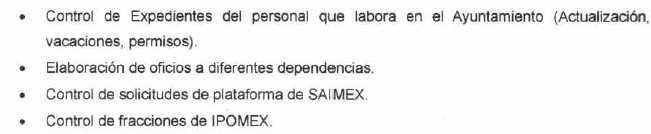 • Control de Expedientes del personal que labora en el Ayuntamiento (Actualización,
vacaciones, permisos).
• Elaboración de oficios a diferentes dependencias.
• Control de solicitudes de plataforma de SAIMEX.
• Control de fracciones de IPOMEX.